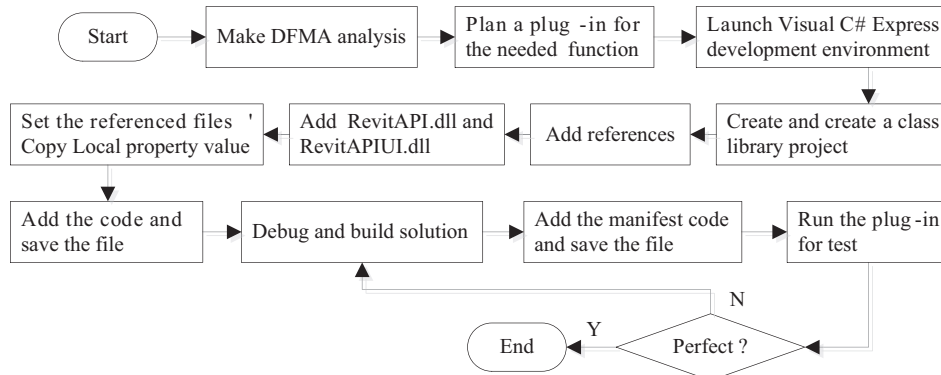 Start
Make DFMA analysis
Plan a plug -in for
the needed function
Launch Visual C# Express
development environment
Create and create a class
library project
Add references
Add RevitAPI.dll and
RevitAPIUI.dll
Set the referenced files '
Copy Local property value
Add the code and
save the file
Debug and build solution
Add the manifest code
and save the file
Run the plug -in
for test
Perfect ?
N
Y
End